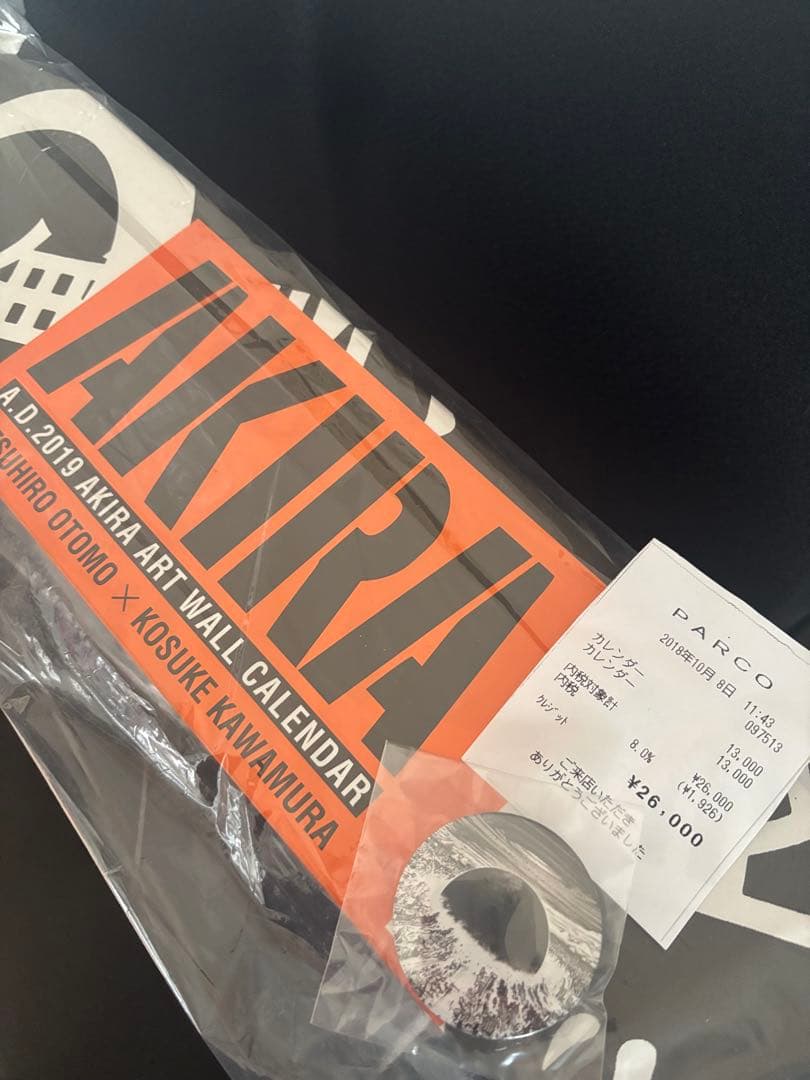 AKIRA
A.D.2019 AKIRA ART WALL CALENDAR
OTOMO × KOSUKE KAWAMURA
PARCO
2018年10月 8日 11:43
097513
カレンダー 13,000
カレンダー 13,000
内税対象計 ¥26,000
内税 8.0% (¥1,926)
クレジット ¥26,000
ご来店いただき
ありがとうございました